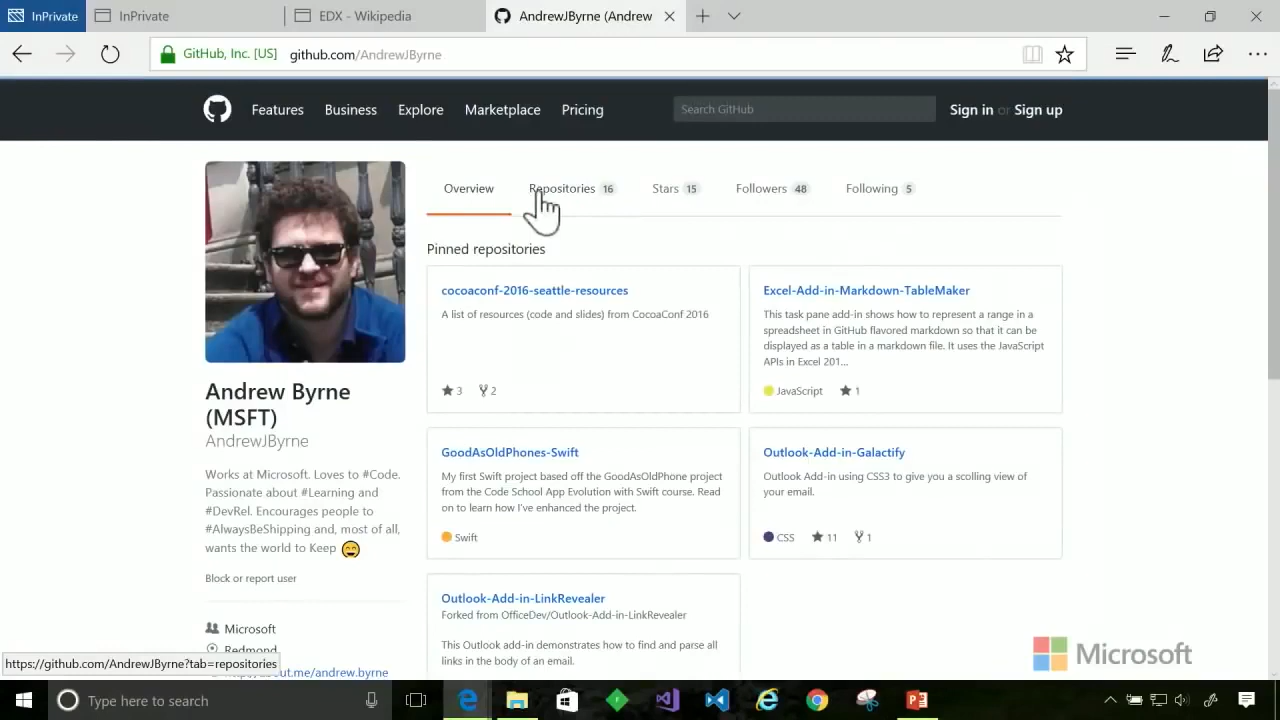 InPrivate
InPrivate
EDX - Wikipedia
AndrewJByrne (Andrew
GitHub, Inc. [US]
github.com/AndrewJByrne
Features
Business
Explore
Marketplace
Pricing
Search GitHub
Sign in or Sign up
Overview
Repositories 16
Stars 15
Followers 48
Following 5
Pinned repositories
cocoaconf-2016-seattle-resources
A list of resources (code and slides) from CocoaConf 2016
3
2
Excel-Add-in-Markdown-TableMaker
This task pane add-in shows how to represent a range in a
spreadsheet in GitHub flavored markdown so that it can be
displayed as a table in a markdown file. It uses the JavaScript
APIs in Excel 201...
JavaScript
1
Andrew Byrne
(MSFT)
AndrewJByrne
Works at Microsoft. Loves to #Code.
Passionate about #Learning and
#DevRel. Encourages people to
#AlwaysBeShipping and, most of all,
wants the world to Keep
Block or report user
Microsoft
Redmond
GoodAsOldPhones-Swift
My first Swift project based off the GoodAsOldPhone project
from the Code School App Evolution with Swift course. Read
on to learn how I've enhanced the project.
Swift
Outlook-Add-in-Galactify
Outlook Add-in using CSS3 to give you a scolling view of
your email.
CSS
11
1
Outlook-Add-in-LinkRevealer
Forked from OfficeDev/Outlook-Add-in-LinkRevealer
This Outlook add-in demonstrates how to find and parse all
links in the body of an email.
Microsoft
https://github.com/AndrewJByrne?tab=repositories
out.me/andrew.byrne
Type here to search